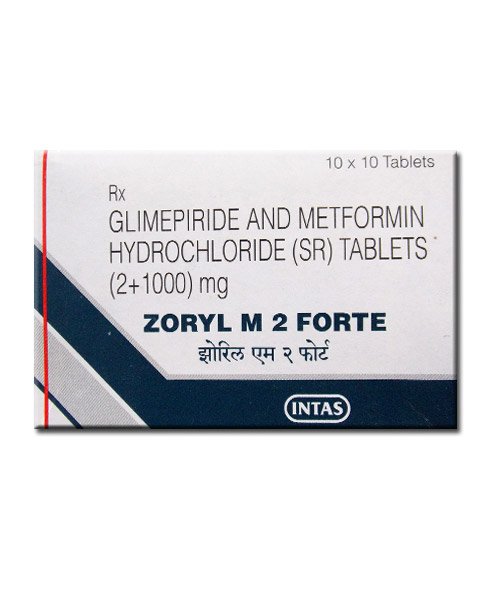 10 x 10 Tablets
Rx
GLIMEPIRIDE AND METFORMIN
HYDROCHLORIDE (SR) TABLETS
(2+1000) mg
ZORYL M 2 FORTE
झोरिल एम २ फोर्ट
INTAS